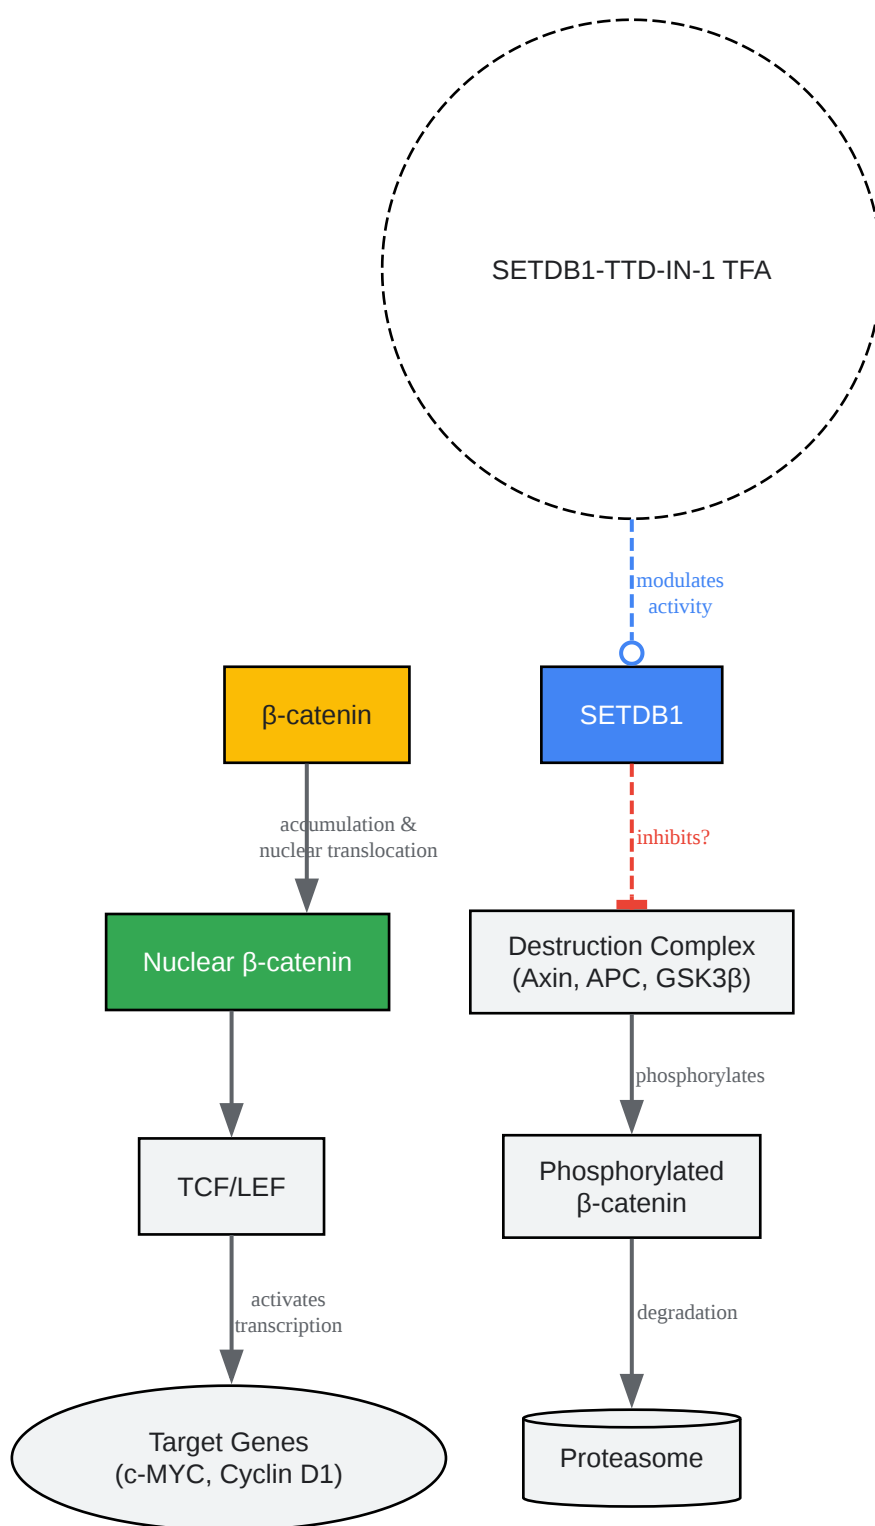 SETDB1-TTD-IN-1 TFA
modulates
activity
β-catenin
SETDB1
accumulation &
nuclear translocation
inhibits?
Nuclear β-catenin
Destruction Complex
(Axin, APC, GSK3β)
phosphorylates
TCF/LEF
Phosphorylated
β-catenin
activates
transcription
degradation
Target Genes
(c-MYC, Cyclin D1)
Proteasome